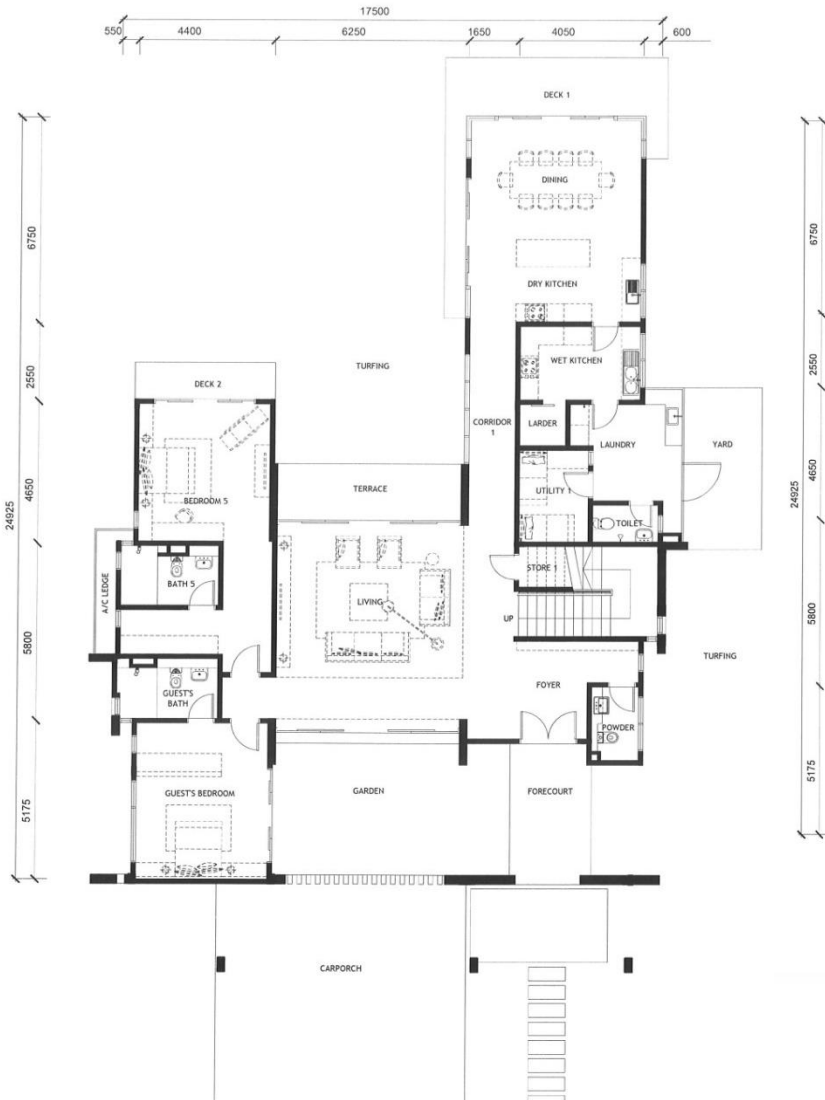 17500
550
4400
6250
1650
4050
600
DECK 1
DINING
DRY KITCHEN
WET KITCHEN
TURFING
DECK 2
CORRIDOR
1
LARDER
LAUNDRY
YARD
BEDROOM 5
TERRACE
UTILITY 1
TOILET
A/C LEDGE
BATH 5
LIVING
STORE 1
UP
TURFING
GUEST'S
BATH
FOYER
POWDER
GUEST'S BEDROOM
GARDEN
FORECOURT
CARPORCH
24925
6750
2550
4650
5800
5175
24925
6750
2550
4650
5800
5175